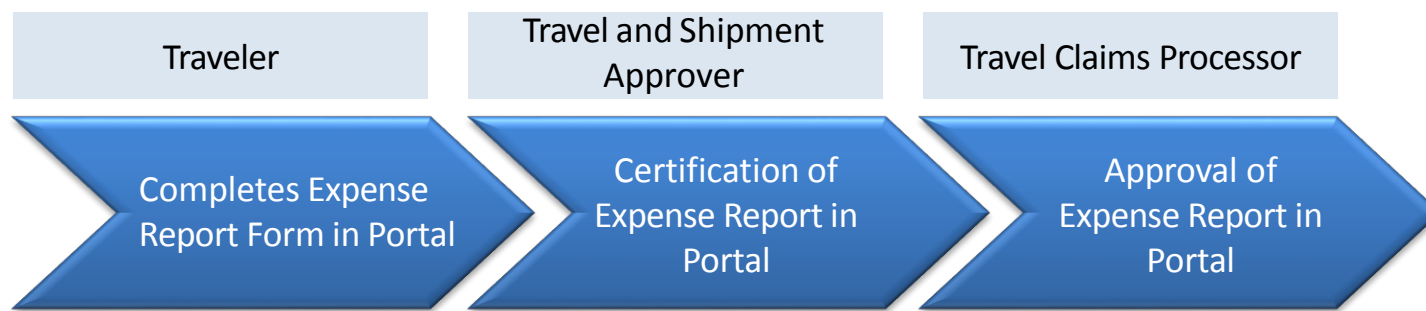 Traveler
Travel and Shipment
Approver
Travel Claims Processor
Completes Expense
Report Form in Portal
Certification of
Expense Report in
Portal
Approval of
Expense Report in
Portal